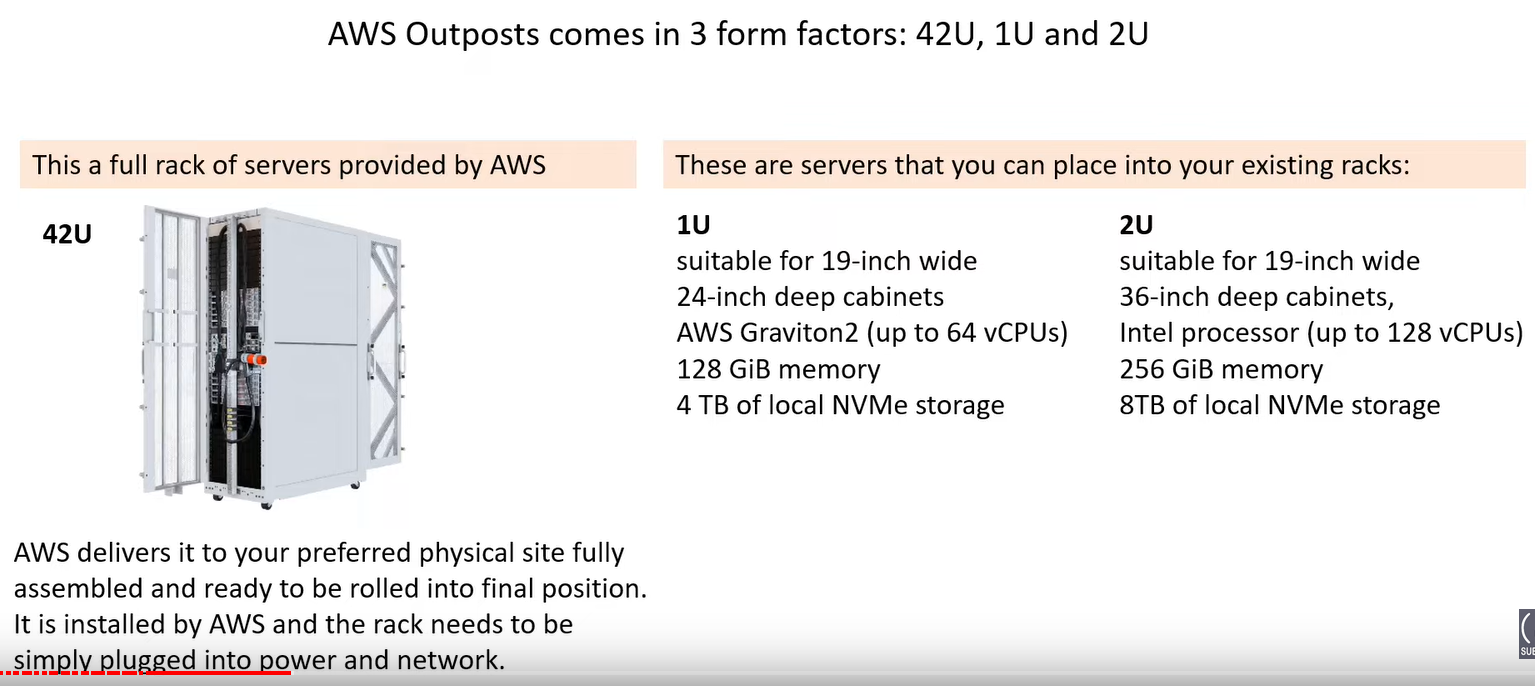 AWS Outposts comes in 3 form factors: 42U, 1U and 2U
This a full rack of servers provided by AWS
42U
AWS delivers it to your preferred physical site fully
assembled and ready to be rolled into final position.
It is installed by AWS and the rack needs to be
simply plugged into power and network.
These are servers that you can place into your existing racks:
1U
suitable for 19-inch wide
24-inch deep cabinets
AWS Graviton2 (up to 64 vCPUs)
128 GiB memory
4 TB of local NVMe storage
2U
suitable for 19-inch wide
36-inch deep cabinets,
Intel processor (up to 128 vCPUs)
256 GiB memory
8TB of local NVMe storage